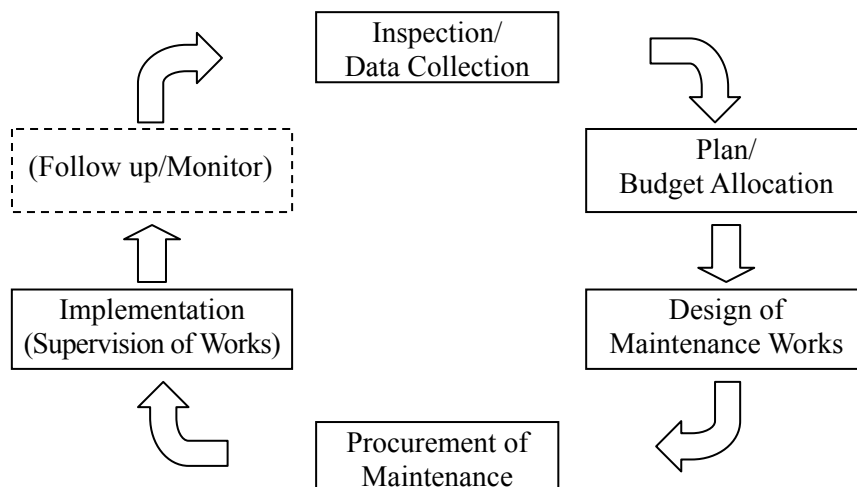 Inspection/
Data Collection
Plan/
Budget Allocation
Design of
Maintenance Works
Procurement of
Maintenance
Implementation
(Supervision of Works)
(Follow up/Monitor)